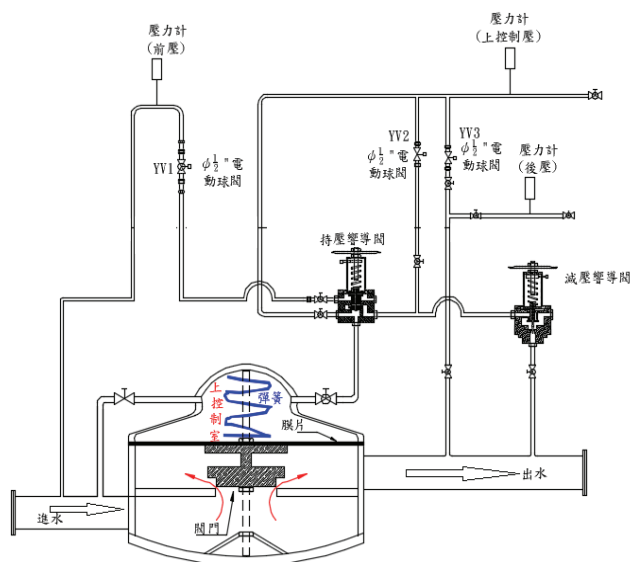 壓力計
(前壓)
壓力計
(上控制壓)
YV1
ϕ½"電
動球閥
YV2
ϕ½"電
動球閥
YV3
ϕ½"電
動球閥
壓力計
(後壓)
持壓響導閥
減壓響導閥
上控制室
彈簧
膜片
進水
閥門
出水